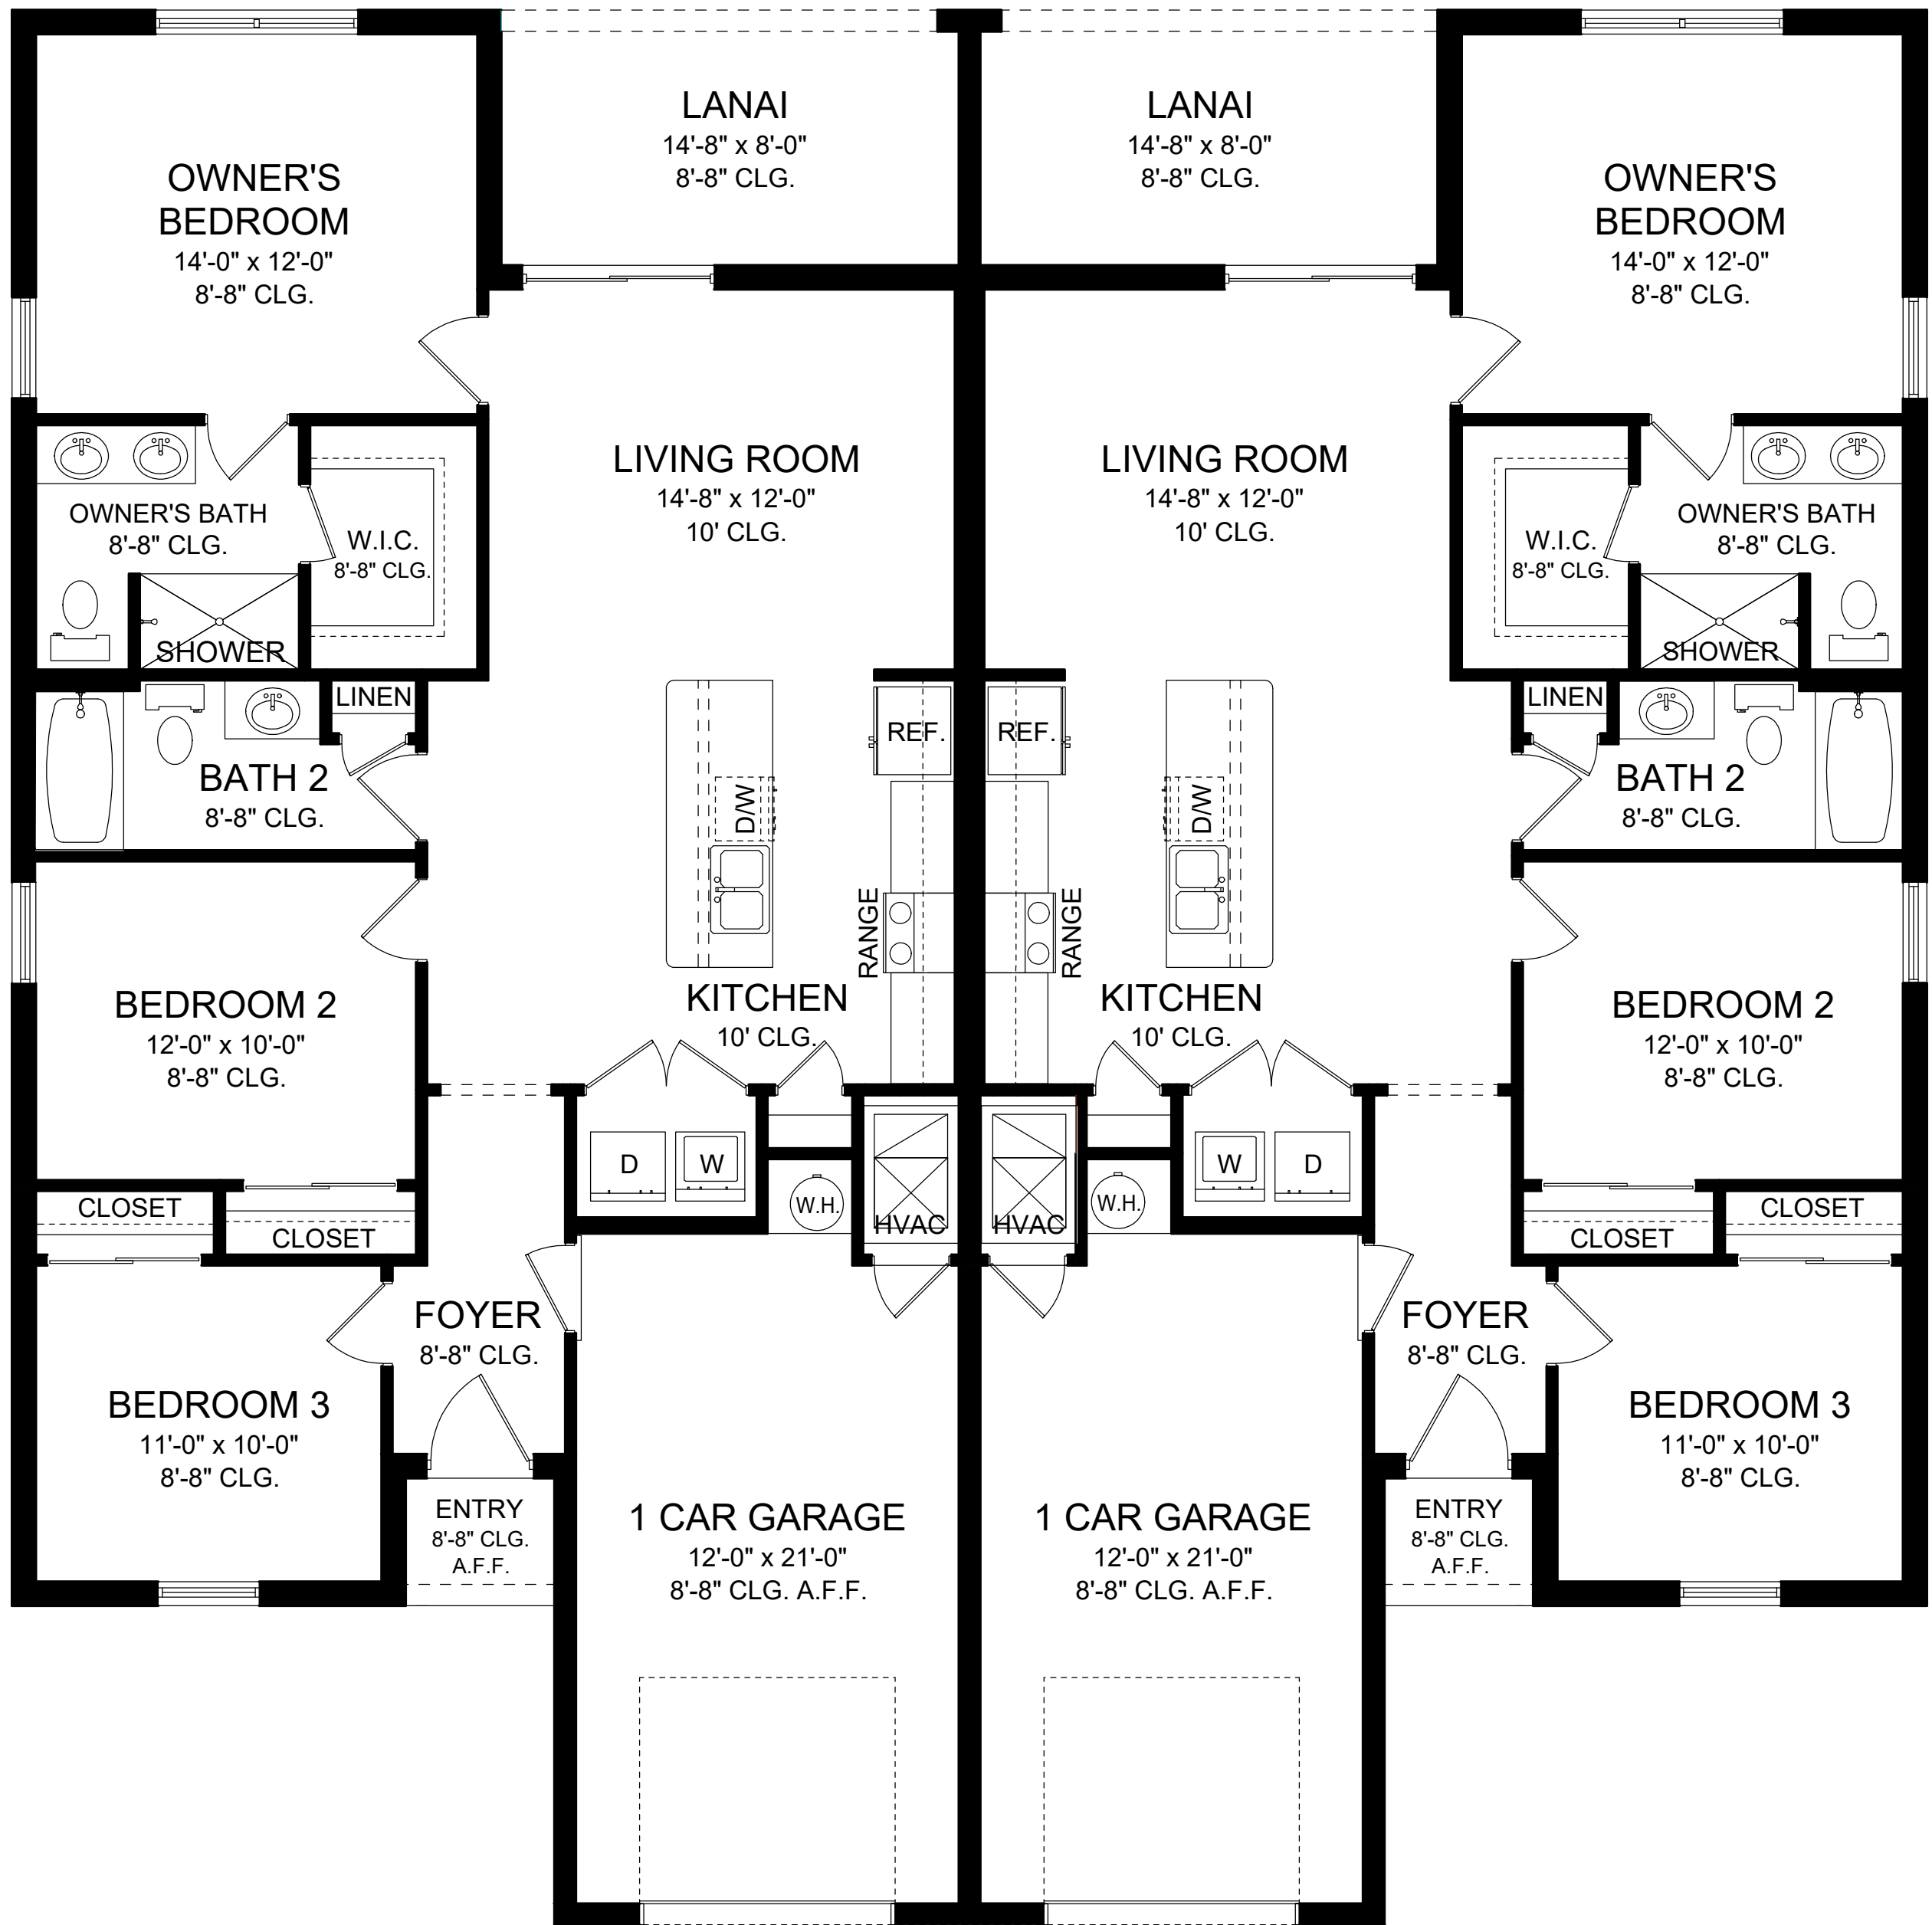 LANAI
14'-8" x 8'-0"
8'-8" CLG.
LANAI
14'-8" x 8'-0"
8'-8" CLG.
OWNER'S
BEDROOM
14'-0" x 12'-0"
8'-8" CLG.
OWNER'S
BEDROOM
14'-0" x 12'-0"
8'-8" CLG.
LIVING ROOM
14'-8" x 12'-0"
10' CLG.
LIVING ROOM
14'-8" x 12'-0"
10' CLG.
OWNER'S BATH
8'-8" CLG.
W.I.C.
8'-8" CLG.
W.I.C.
8'-8" CLG.
OWNER'S BATH
8'-8" CLG.
SHOWER
SHOWER
LINEN
LINEN
REF.
REF.
BATH 2
8'-8" CLG.
D/W
D/W
BATH 2
8'-8" CLG.
RANGE
RANGE
BEDROOM 2
12'-0" x 10'-0"
8'-8" CLG.
KITCHEN
10' CLG.
KITCHEN
10' CLG.
BEDROOM 2
12'-0" x 10'-0"
8'-8" CLG.
D
W
W
D
CLOSET
CLOSET
W.H.
HVAC
HVAC
W.H.
CLOSET
CLOSET
FOYER
8'-8" CLG.
FOYER
8'-8" CLG.
BEDROOM 3
11'-0" x 10'-0"
8'-8" CLG.
BEDROOM 3
11'-0" x 10'-0"
8'-8" CLG.
ENTRY
8'-8" CLG.
A.F.F.
1 CAR GARAGE
12'-0" x 21'-0"
8'-8" CLG. A.F.F.
1 CAR GARAGE
12'-0" x 21'-0"
8'-8" CLG. A.F.F.
ENTRY
8'-8" CLG.
A.F.F.